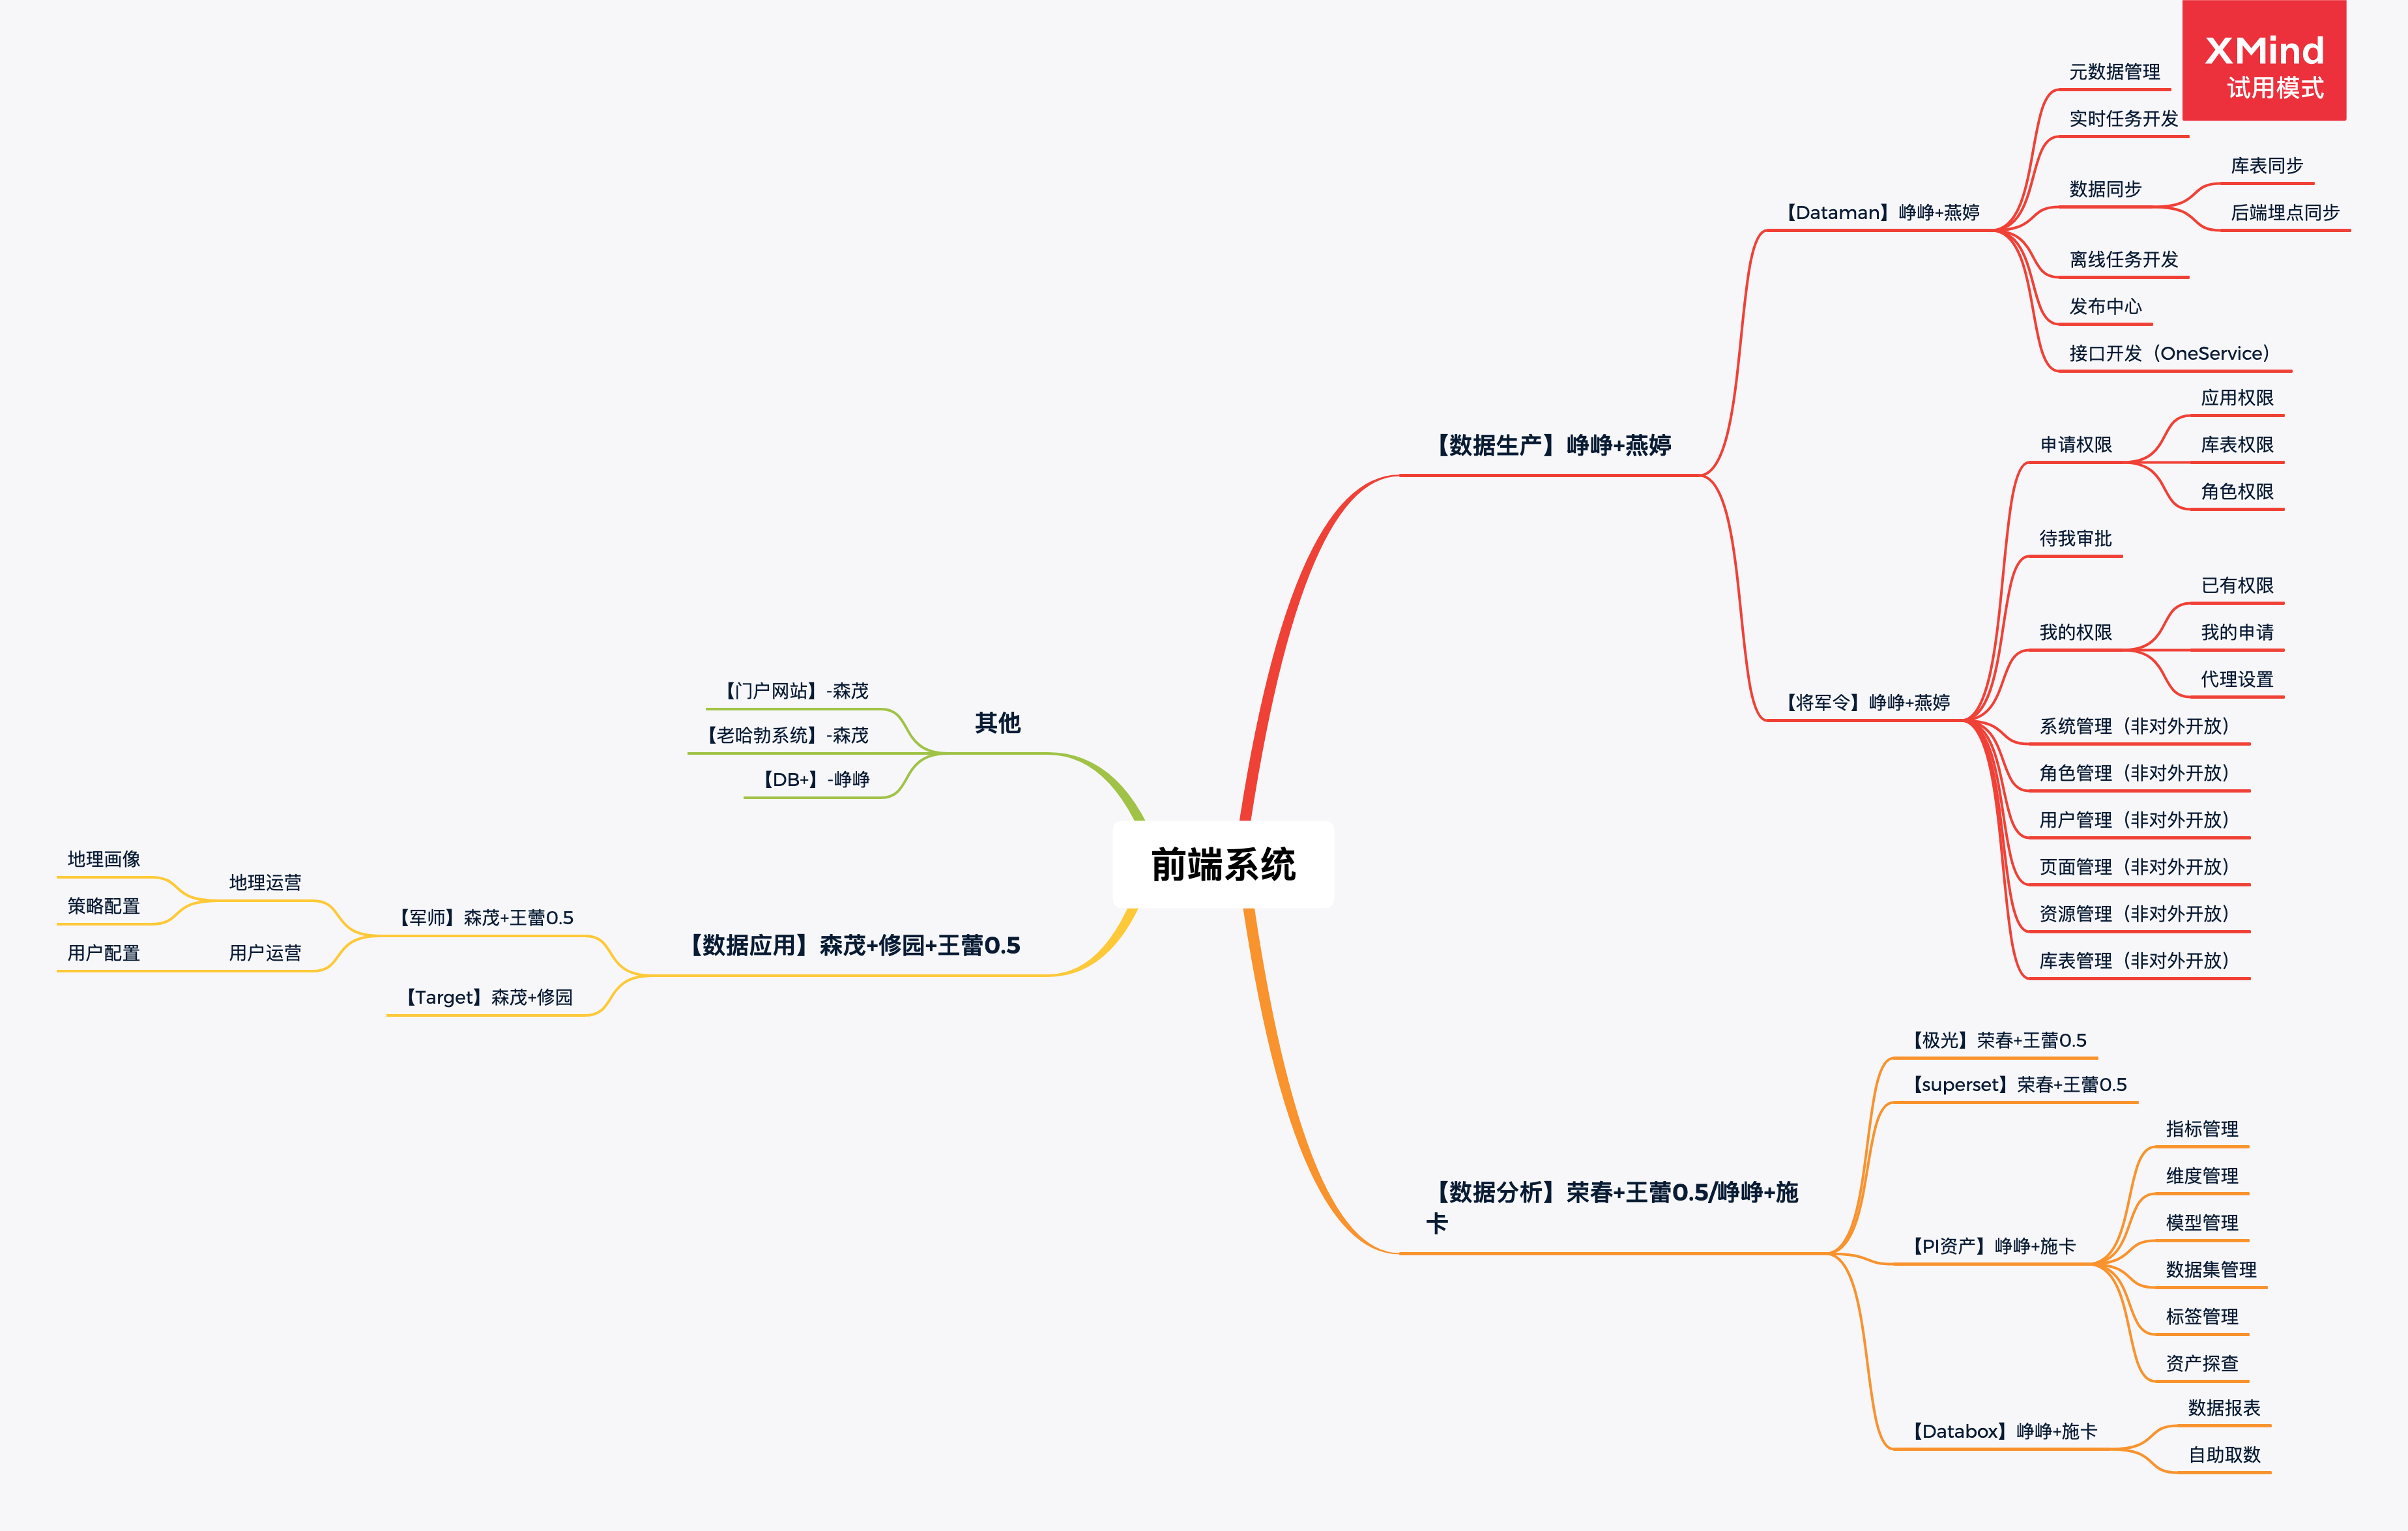 XMind
试用模式
前端系统
【数据生产】峥峥+燕婷
【Dataman】峥峥+燕婷
元数据管理
实时任务开发
数据同步
库表同步
后端埋点同步
离线任务开发
发布中心
接口开发（OneService）
【将军令】峥峥+燕婷
申请权限
应用权限
库表权限
角色权限
待我审批
我的权限
已有权限
我的申请
代理设置
系统管理（非对外开放）
角色管理（非对外开放）
用户管理（非对外开放）
页面管理（非对外开放）
资源管理（非对外开放）
库表管理（非对外开放）
【数据分析】荣春+王蕾0.5/峥峥+施
卡
【极光】荣春+王蕾0.5
【superset】荣春+王蕾0.5
【PI资产】峥峥+施卡
指标管理
维度管理
模型管理
数据集管理
标签管理
资产探查
【Databox】峥峥+施卡
数据报表
自助取数
【数据应用】森茂+修园+王蕾0.5
【军师】森茂+王蕾0.5
地理运营
地理画像
策略配置
用户运营
用户配置
【Target】森茂+修园
其他
【门户网站】-森茂
【老哈勃系统】-森茂
【DB+】-峥峥